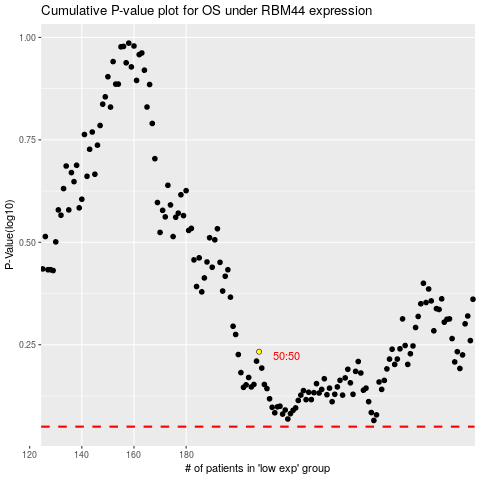 Cumulative P-value plot for OS under RBM44 expression
1.00
0.75
0.50
0.25
P-Value(log10)
50:50
120 140 160 180
# of patients in 'low exp' group